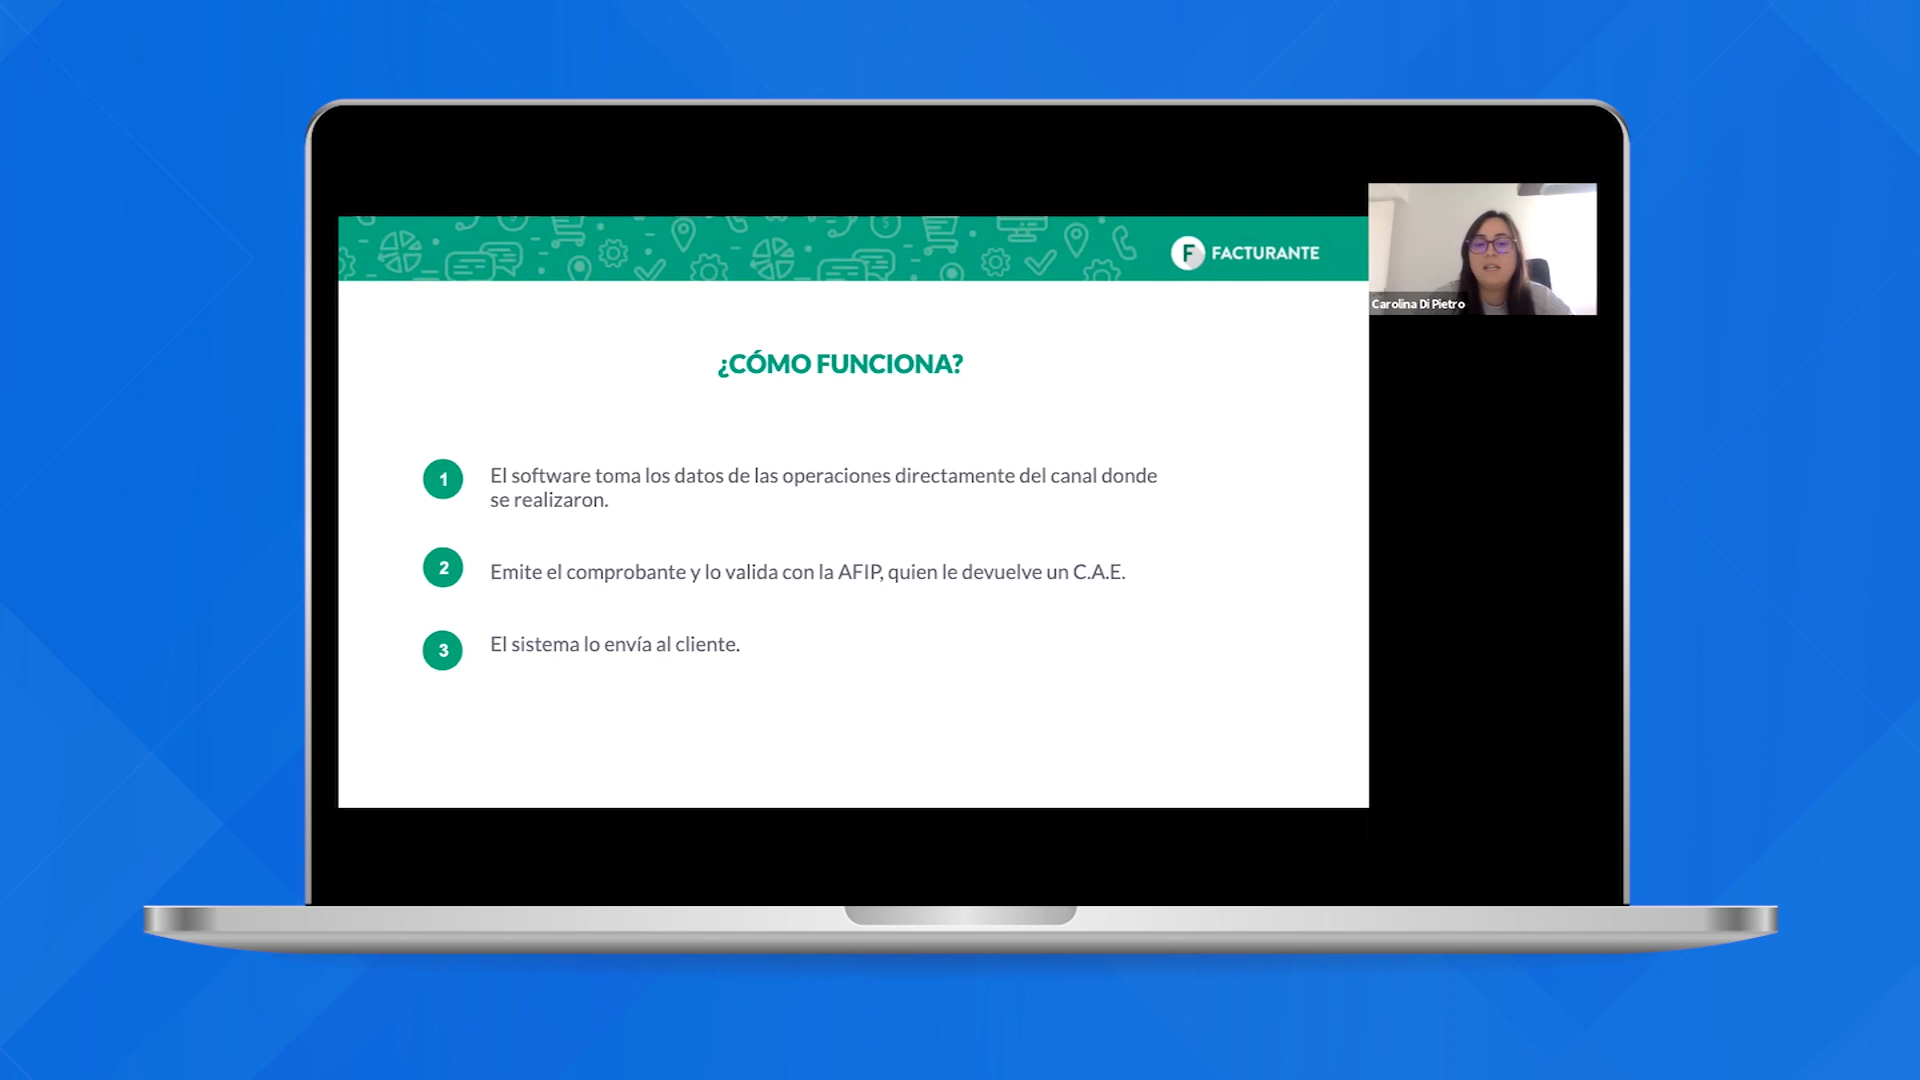 F FACTURANTE
Carolina Di Pietro
¿CÓMO FUNCIONA?
1 El software toma los datos de las operaciones directamente del canal donde
se realizaron.
2 Emite el comprobante y lo valida con la AFIP, quien le devuelve un C.A.E.
3 El sistema lo envía al cliente.